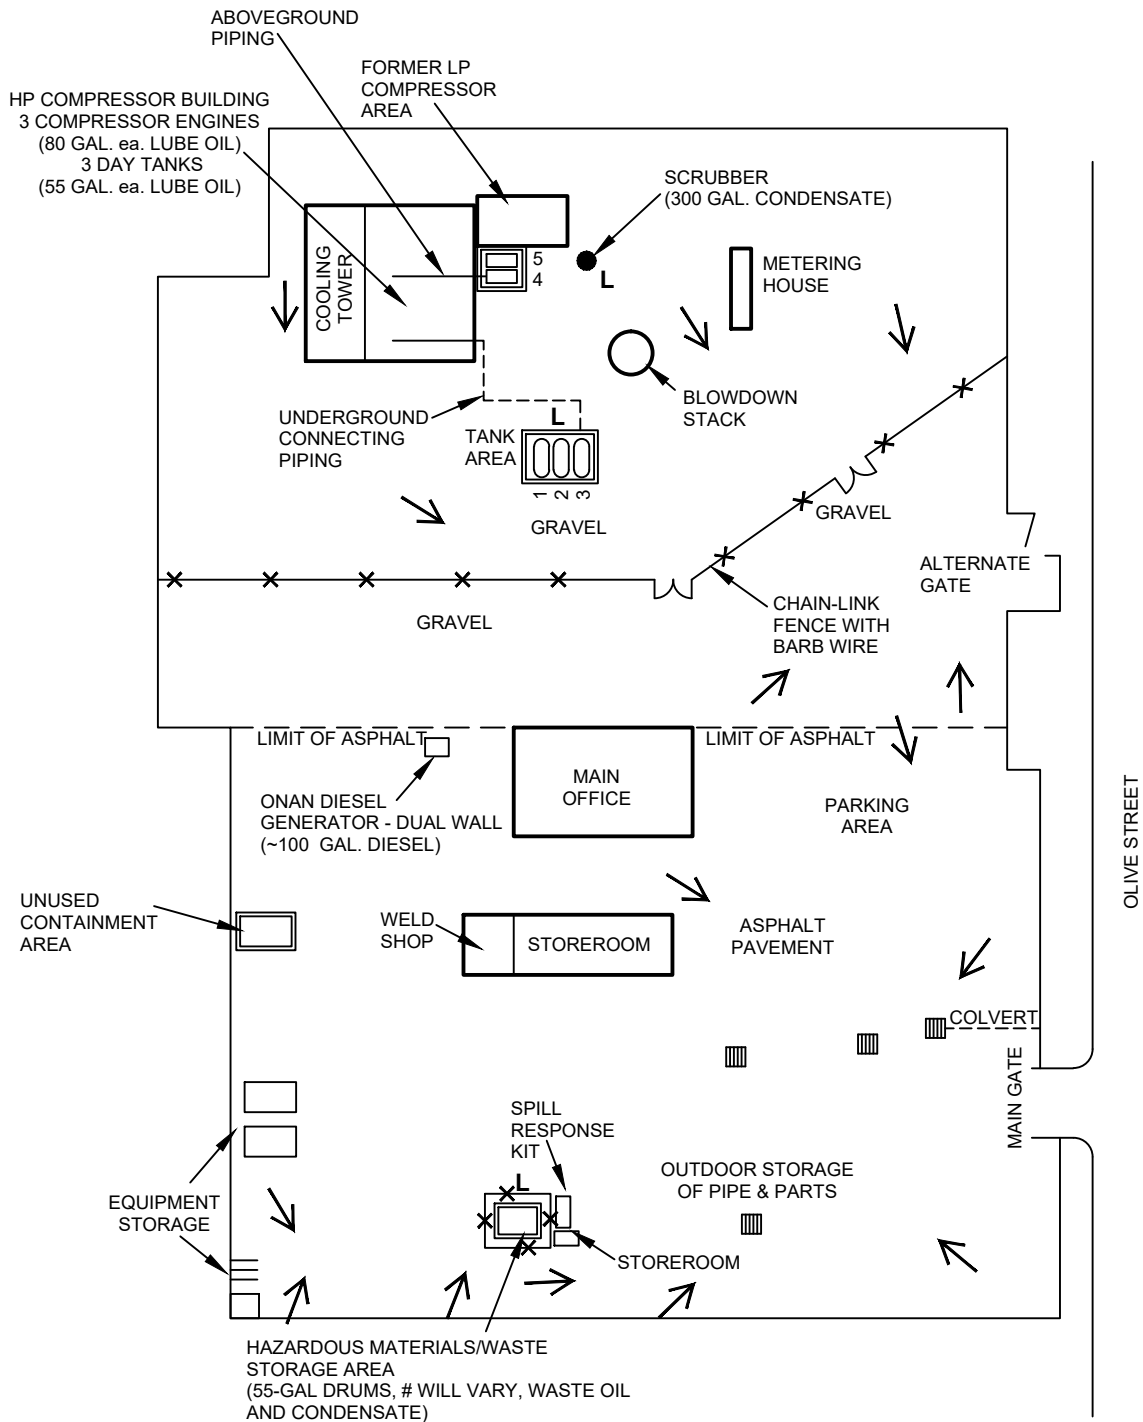 ABOVEGROUND
PIPING
FORMER LP
COMPRESSOR
AREA
HP COMPRESSOR BUILDING
3 COMPRESSOR ENGINES
(80 GAL. ea. LUBE OIL)
3 DAY TANKS
(55 GAL. ea. LUBE OIL)
SCRUBBER
(300 GAL. CONDENSATE)
COOLING
TOWER
5
4
L
METERING
HOUSE
BLOWDOWN
STACK
UNDERGROUND
CONNECTING
PIPING
L
TANK
AREA
1
2
3
GRAVEL
GRAVEL
ALTERNATE
GATE
CHAIN-LINK
FENCE WITH
BARB WIRE
GRAVEL
LIMIT OF ASPHALT
LIMIT OF ASPHALT
MAIN
OFFICE
ONAN DIESEL
GENERATOR - DUAL WALL
(~100 GAL. DIESEL)
PARKING
AREA
OLIVE STREET
UNUSED
CONTAINMENT
AREA
WELD
SHOP
STOREROOM
ASPHALT
PAVEMENT
COLVERT
MAIN GATE
SPILL
RESPONSE
KIT
L
OUTDOOR STORAGE
OF PIPE & PARTS
EQUIPMENT
STORAGE
STOREROOM
HAZARDOUS MATERIALS/WASTE
STORAGE AREA
(55-GAL DRUMS, # WILL VARY, WASTE OIL
AND CONDENSATE)